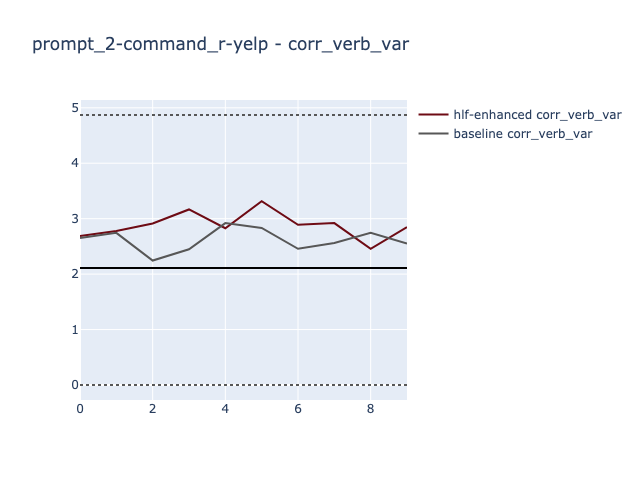 prompt_2-command_r-yelp - corr_verb_var
5
4
3
2
1
0
0 2 4 6 8
hlf-enhanced corr_verb_var
baseline corr_verb_var